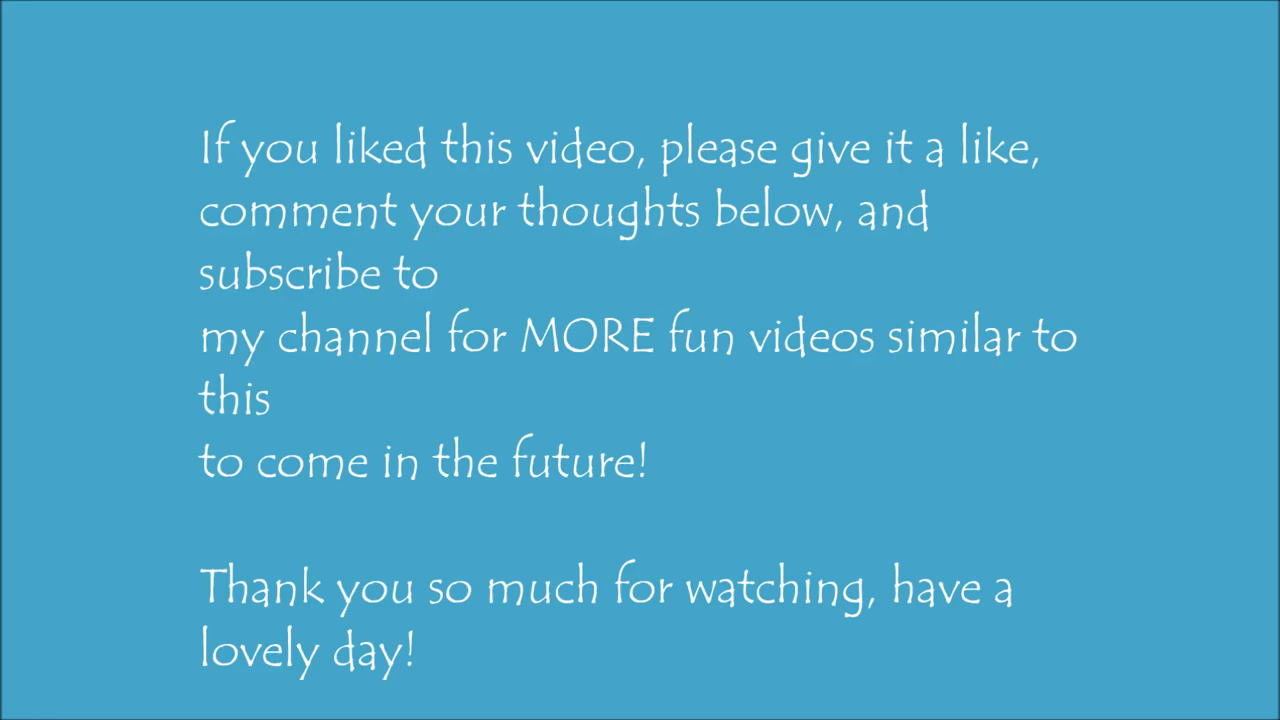 If you liked this video, please give it a like,
comment your thoughts below, and
subscribe to
my channel for MORE fun videos similar to
this
to come in the future!
Thank you so much for watching, have a
lovely day!